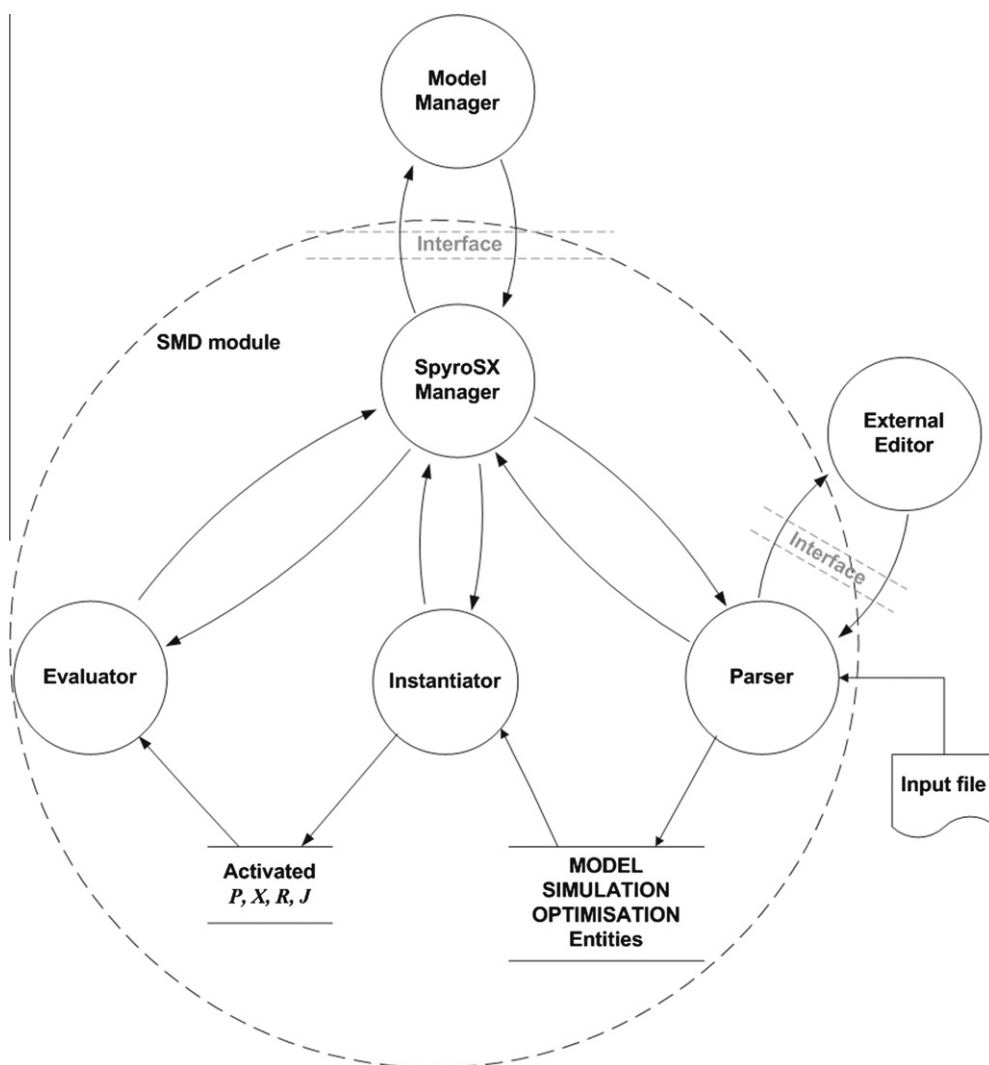 Model
Manager
Interface
SMD module
SpyroSX
Manager
External
Editor
Interface
Evaluator
Instantiator
Parser
Input file
Activated
P, X, R, J
MODEL
SIMULATION
OPTIMISATION
Entities